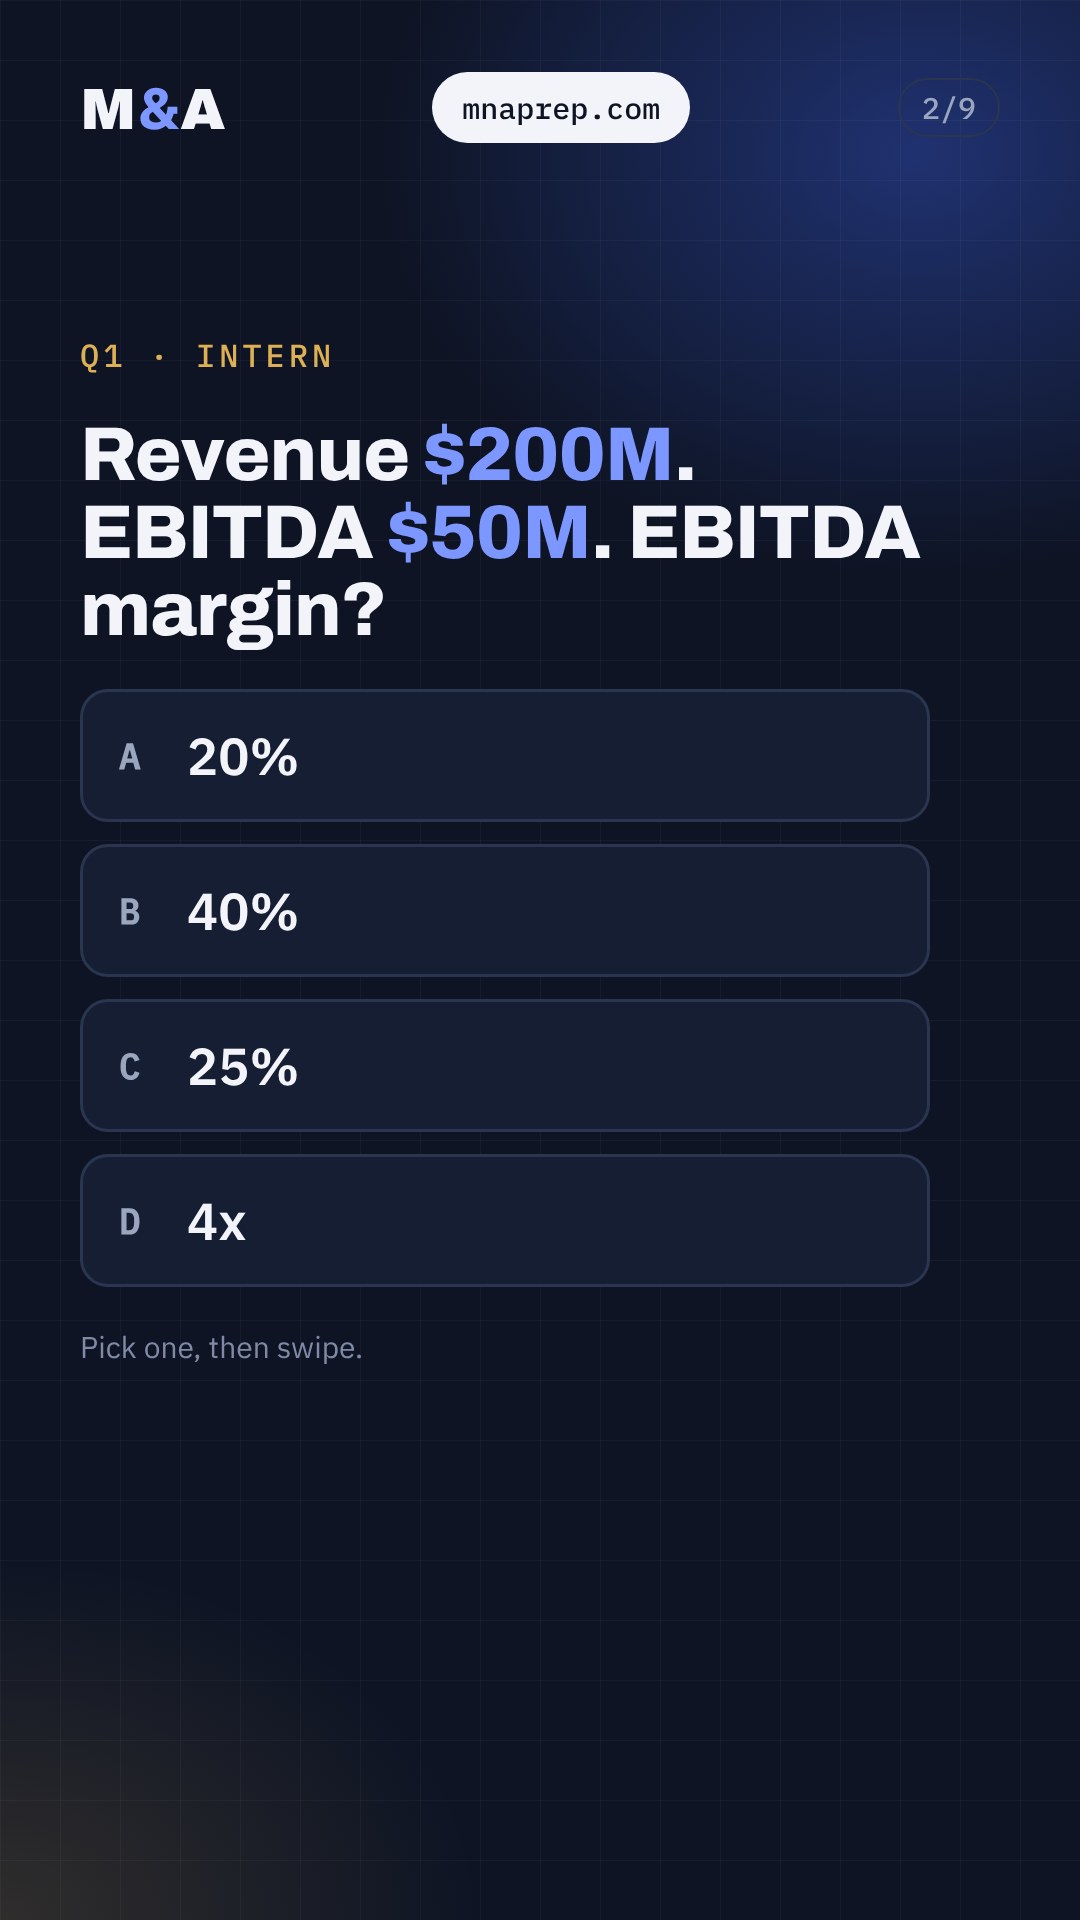 M&A
mnaprep.com
2/9
Q1 · INTERN
Revenue $200M.
EBITDA $50M. EBITDA
margin?
A 20%
B 40%
C 25%
D 4x
Pick one, then swipe.